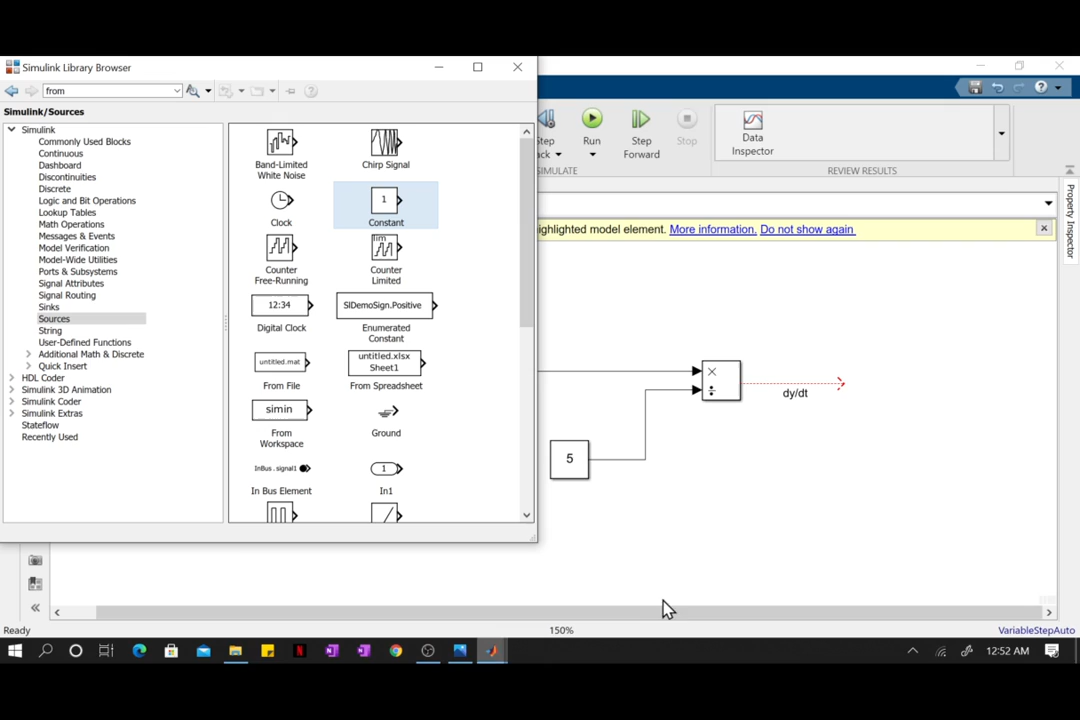 Simulink Library Browser
from
Simulink/Sources
Simulink
Commonly Used Blocks
Continuous
Dashboard
Discontinuities
Discrete
Logic and Bit Operations
Lookup Tables
Math Operations
Messages & Events
Model Verification
Model-Wide Utilities
Ports & Subsystems
Signal Attributes
Signal Routing
Sinks
Sources
String
User-Defined Functions
Additional Math & Discrete
Quick Insert
HDL Coder
Simulink 3D Animation
Simulink Coder
Simulink Extras
Stateflow
Recently Used
Band-Limited
White Noise
Chirp Signal
Clock
1
Constant
Counter
Free-Running
lim
Counter
Limited
12:34
Digital Clock
SlDemoSign.Positive
Enumerated
Constant
untitled.mat
From File
untitled.xlsx
Sheet1
From Spreadsheet
simin
From
Workspace
Ground
InBus.signal1
In Bus Element
1
In1
Step
Back
Run
Step
Forward
Stop
SIMULATE
Data
Inspector
REVIEW RESULTS
Property Inspector
highlighted model element. More information. Do not show again
×
÷
dy/dt
5
Ready
150%
VariableStepAuto
12:52 AM